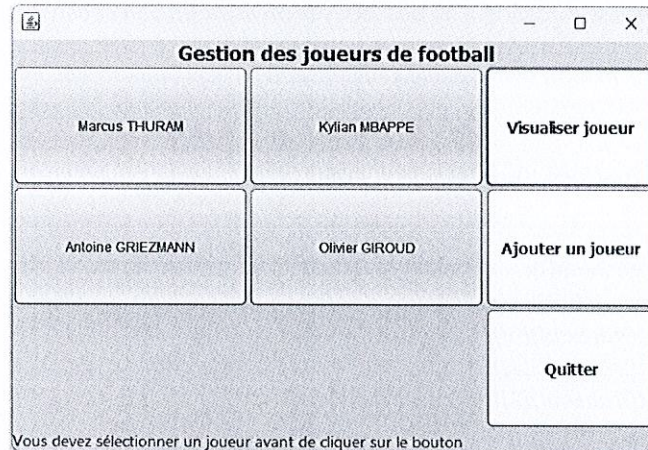 Gestion des joueurs de football
Marcus THURAM
Kylian MBAPPE
Visualiser joueur
Antoine GRIEZMANN
Olivier GIROUD
Ajouter un joueur
Quitter
Vous devez sélectionner un joueur avant de cliquer sur le bouton